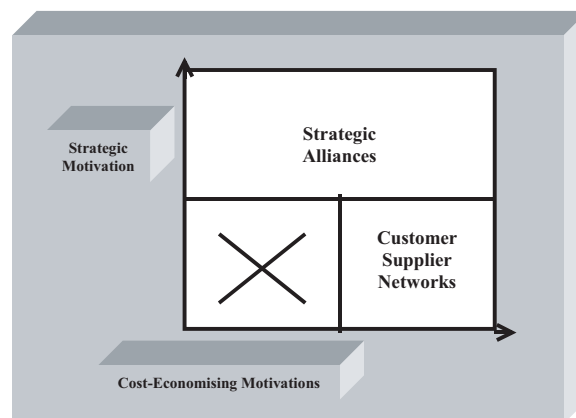 Strategic
Alliances
Strategic
Motivation
Customer
Supplier
Networks
Cost-Economising Motivations